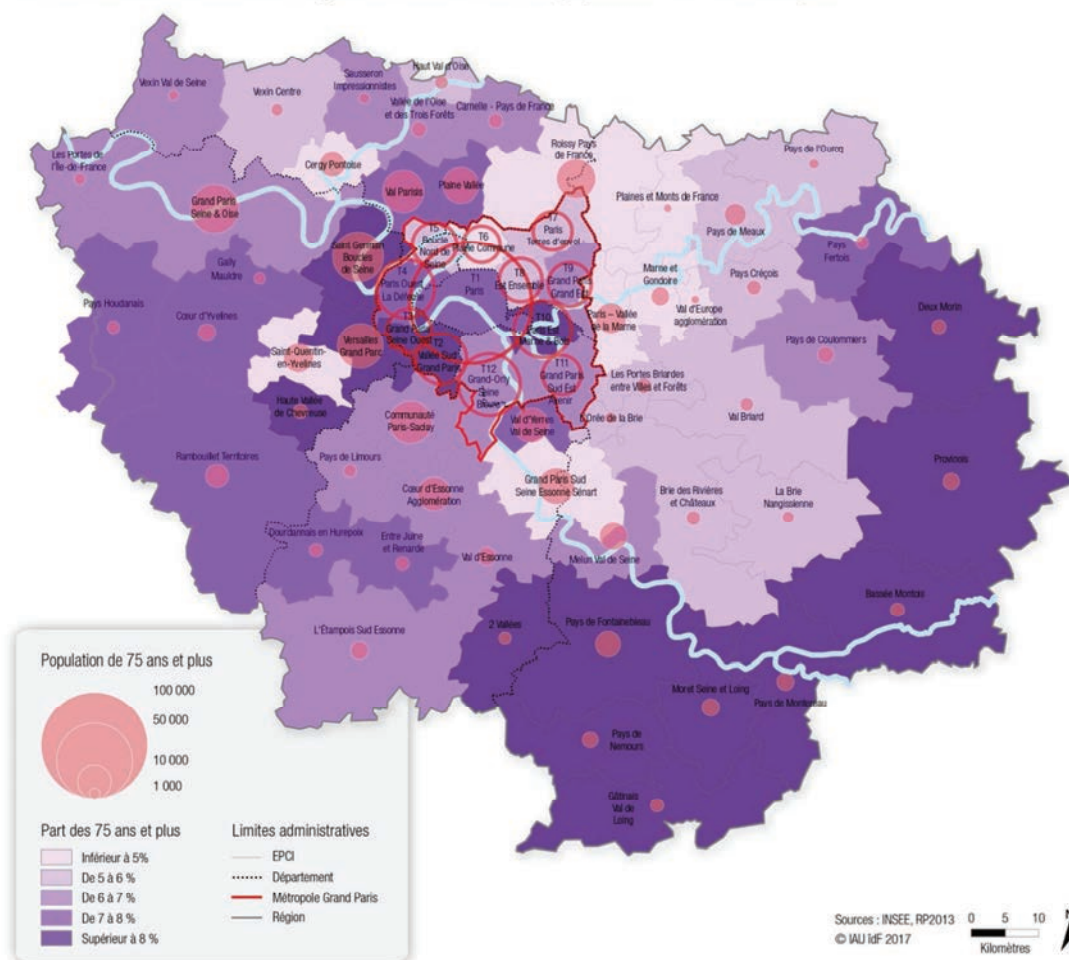 Vexin Val de Seine
Vexin Centre
Sausseron
Impressionnistes
Haut Val d'Oise
Vallée de l'Oise
et des Trois Forêts
Carnelle - Pays de France
Roissy Pays
de France
Pays de l'Ourcq
Les Portes de
l'Île-de-France
Cergy Pontoise
Val Parisis
Plaine Vallée
Plaines et Monts de France
Grand Paris
Seine & Oise
Pays de Meaux
Saint Germain
Boucles
de Seine
T5
Boucle
Nord de
Seine
T6
Plaine Commune
T7
Paris
Terres d'envol
Pays
Fertois
Gally
Mauldre
T4
Paris Ouest
La Défense
T1
Paris
T8
Est Ensemble
T9
Grand Paris
Grand Est
Marne et
Gondoire
Pays Créçois
Pays Houdanais
Cœur d'Yvelines
Val d'Europe
agglomération
Deux Morin
T3
Grand Paris
Seine Ouest
T10
Paris Est
Marne & Bois
Paris – Vallée
de la Marne
Versailles
Grand Parc
T2
Vallée Sud
Grand Paris
Pays de Coulommiers
Saint-Quentin-
en-Yvelines
T12
Grand-Orly
Seine
Bièvre
T11
Grand Paris
Sud Est
Avenir
Les Portes Briardes
entre Villes et Forêts
Haute Vallée
de Chevreuse
Communauté
Paris-Saclay
Val d'Yerres
Val de Seine
L'Orée de la Brie
Val Briard
Provinois
Rambouillet Territoires
Pays de Limours
Cœur d'Essonne
Agglomération
Grand Paris Sud
Seine Essonne Sénart
Brie des Rivières
et Châteaux
La Brie
Nangissienne
Dourdannais en Hurepoix
Entre Juine
et Renarde
Val d'Essonne
Melun Val de Seine
Bassée Montois
L'Étampois Sud Essonne
2 Vallées
Pays de Fontainebleau
Moret Seine et Loing
Pays de Montereau
Pays de
Nemours
Gâtinais
Val de
Loing
Population de 75 ans et plus
100 000
50 000
10 000
1 000
Part des 75 ans et plus
Inférieur à 5%
De 5 à 6 %
De 6 à 7 %
De 7 à 8 %
Supérieur à 8 %
Limites administratives
EPCI
Département
Métropole Grand Paris
Région
Sources : INSEE, RP2013
© IAU îdF 2017
0 5 10
Kilomètres